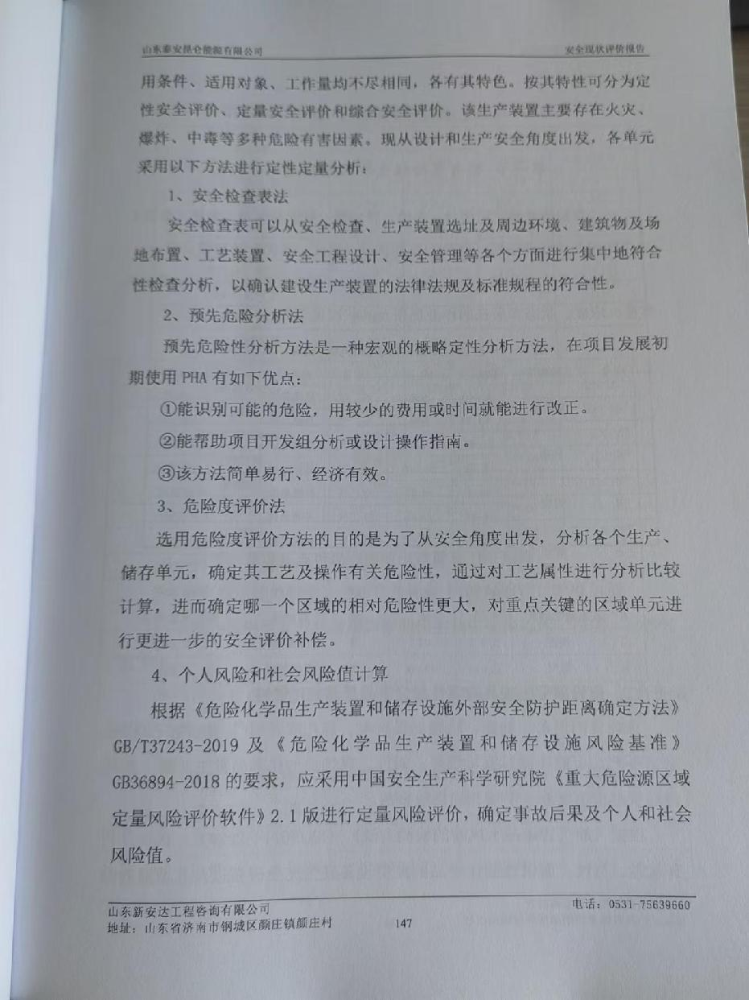 山东泰安昆仑能源有限公司 安全现状评价报告
用条件、适用对象、工作量均不尽相同，各有其特色。按其特性可分为定
性安全评价、定量安全评价和综合安全评价。该生产装置主要存在火灾、
爆炸、中毒等多种危险有害因素。现从设计和生产安全角度出发，各单元
采用以下方法进行定性定量分析：
1、安全检查表法
安全检查表可以从安全检查、生产装置选址及周边环境、建筑物及场
地布置、工艺装置、安全工程设计、安全管理等各个方面进行集中地符合
性检查分析，以确认建设生产装置的法律法规及标准规程的符合性。
2、预先危险分析法
预先危险性分析方法是一种宏观的概略定性分析方法，在项目发展初
期使用 PHA 有如下优点：
①能识别可能的危险，用较少的费用或时间就能进行改正。
②能帮助项目开发组分析或设计操作指南。
③该方法简单易行、经济有效。
3、危险度评价法
选用危险度评价方法的目的是为了从安全角度出发，分析各个生产、
储存单元，确定其工艺及操作有关危险性，通过对工艺属性进行分析比较
计算，进而确定哪一个区域的相对危险性更大，对重点关键的区域单元进
行更进一步的安全评价补偿。
4、个人风险和社会风险值计算
根据《危险化学品生产装置和储存设施外部安全防护距离确定方法》
GB/T37243-2019 及《危险化学品生产装置和储存设施风险基准》
GB36894-2018 的要求，应采用中国安全生产科学研究院《重大危险源区域
定量风险评价软件》2.1 版进行定量风险评价，确定事故后果及个人和社会
风险值。
山东新安达工程咨询有限公司 电话：0531-75639660
地址：山东省济南市钢城区颜庄镇颜庄村 147